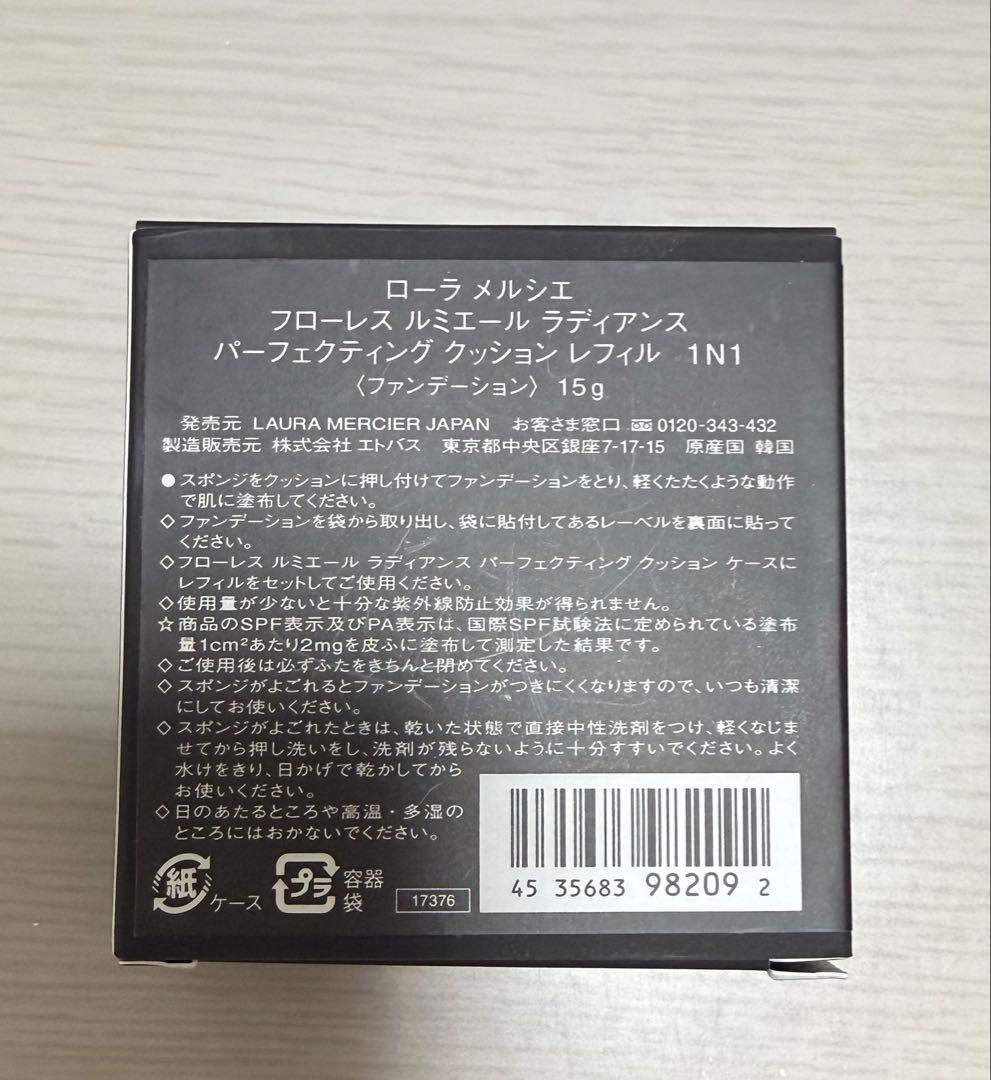 ローラ メルシエ
フローレス ルミエール ラディアンス
パーフェクティング クッション レフィル 1N1
〈ファンデーション〉 15g
発売元 LAURA MERCIER JAPAN お客さま窓口 0120-343-432
製造販売元 株式会社 エトバス 東京都中央区銀座7-17-15 原産国 韓国
●スポンジをクッションに押し付けてファンデーションをとり、軽くたたくような動作
で肌に塗布してください。
◇ファンデーションを袋から取り出し、袋に貼付してあるレーベルを裏面に貼って
ください。
◇フローレス ルミエール ラディアンス パーフェクティング クッション ケースに
レフィルをセットしてご使用ください。
◇使用量が少ないと十分な紫外線防止効果が得られません。
☆商品のSPF表示及びPA表示は、国際SPF試験法に定められている塗布
量1cm²あたり2mgを皮ふに塗布して測定した結果です。
◇ご使用後は必ずふたをきちんと閉めてください。
◇スポンジがよごれるとファンデーションがつきにくくなりますので、いつも清潔
にしてお使いください。
◇スポンジがよごれたときは、乾いた状態で直接中性洗剤をつけ、軽くなじま
せてから押し洗いをし、洗剤が残らないように十分すすいでください。よく
水けをきり、日かげで乾かしてから
お使いください。
◇日のあたるところや高温・多湿の
ところにはおかないでください。
紙 ケース プラ 容器
袋
17376
45 35683 98209 2